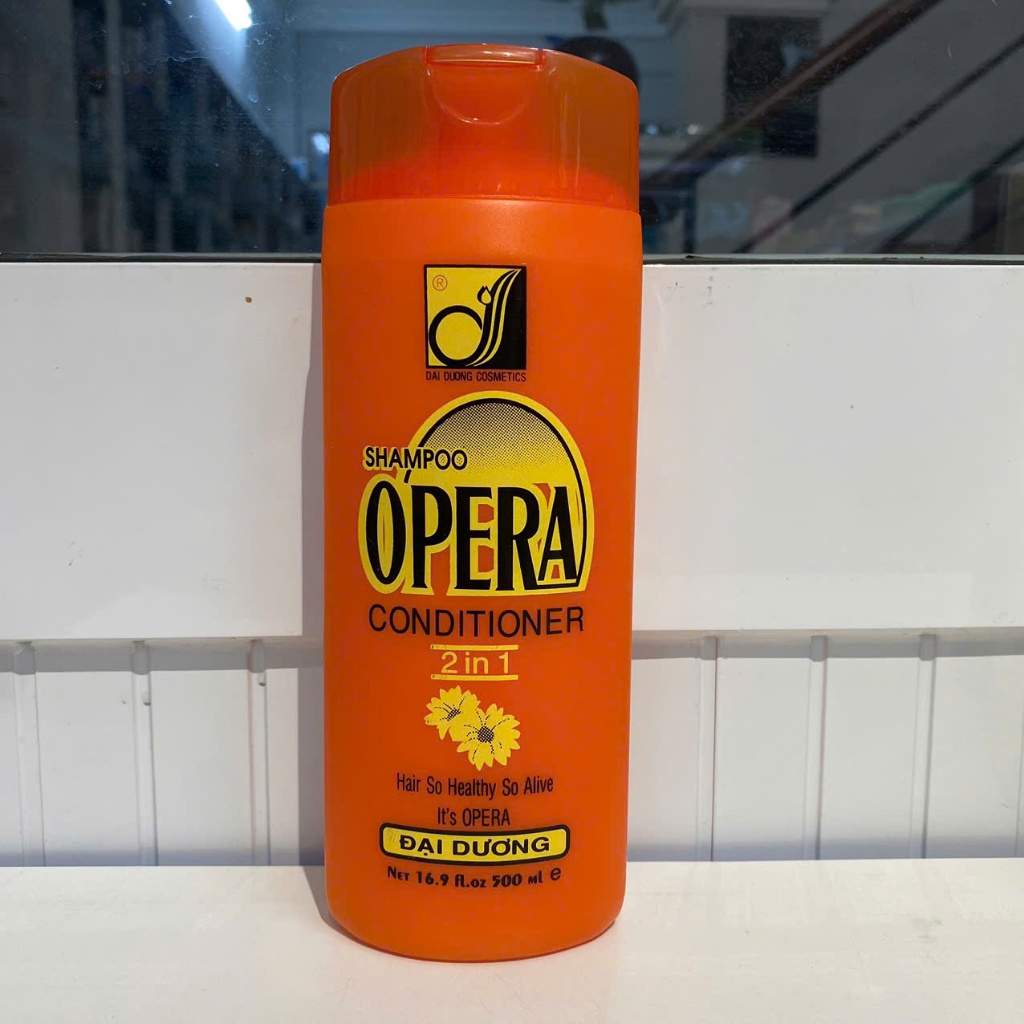 ®
DAI DUONG COSMETICS
SHAMPOO
OPERA
CONDITIONER
2 in 1
Hair So Healthy So Alive
It's OPERA
ĐẠI DƯƠNG
NET 16.9 fl.oz 500 ml e